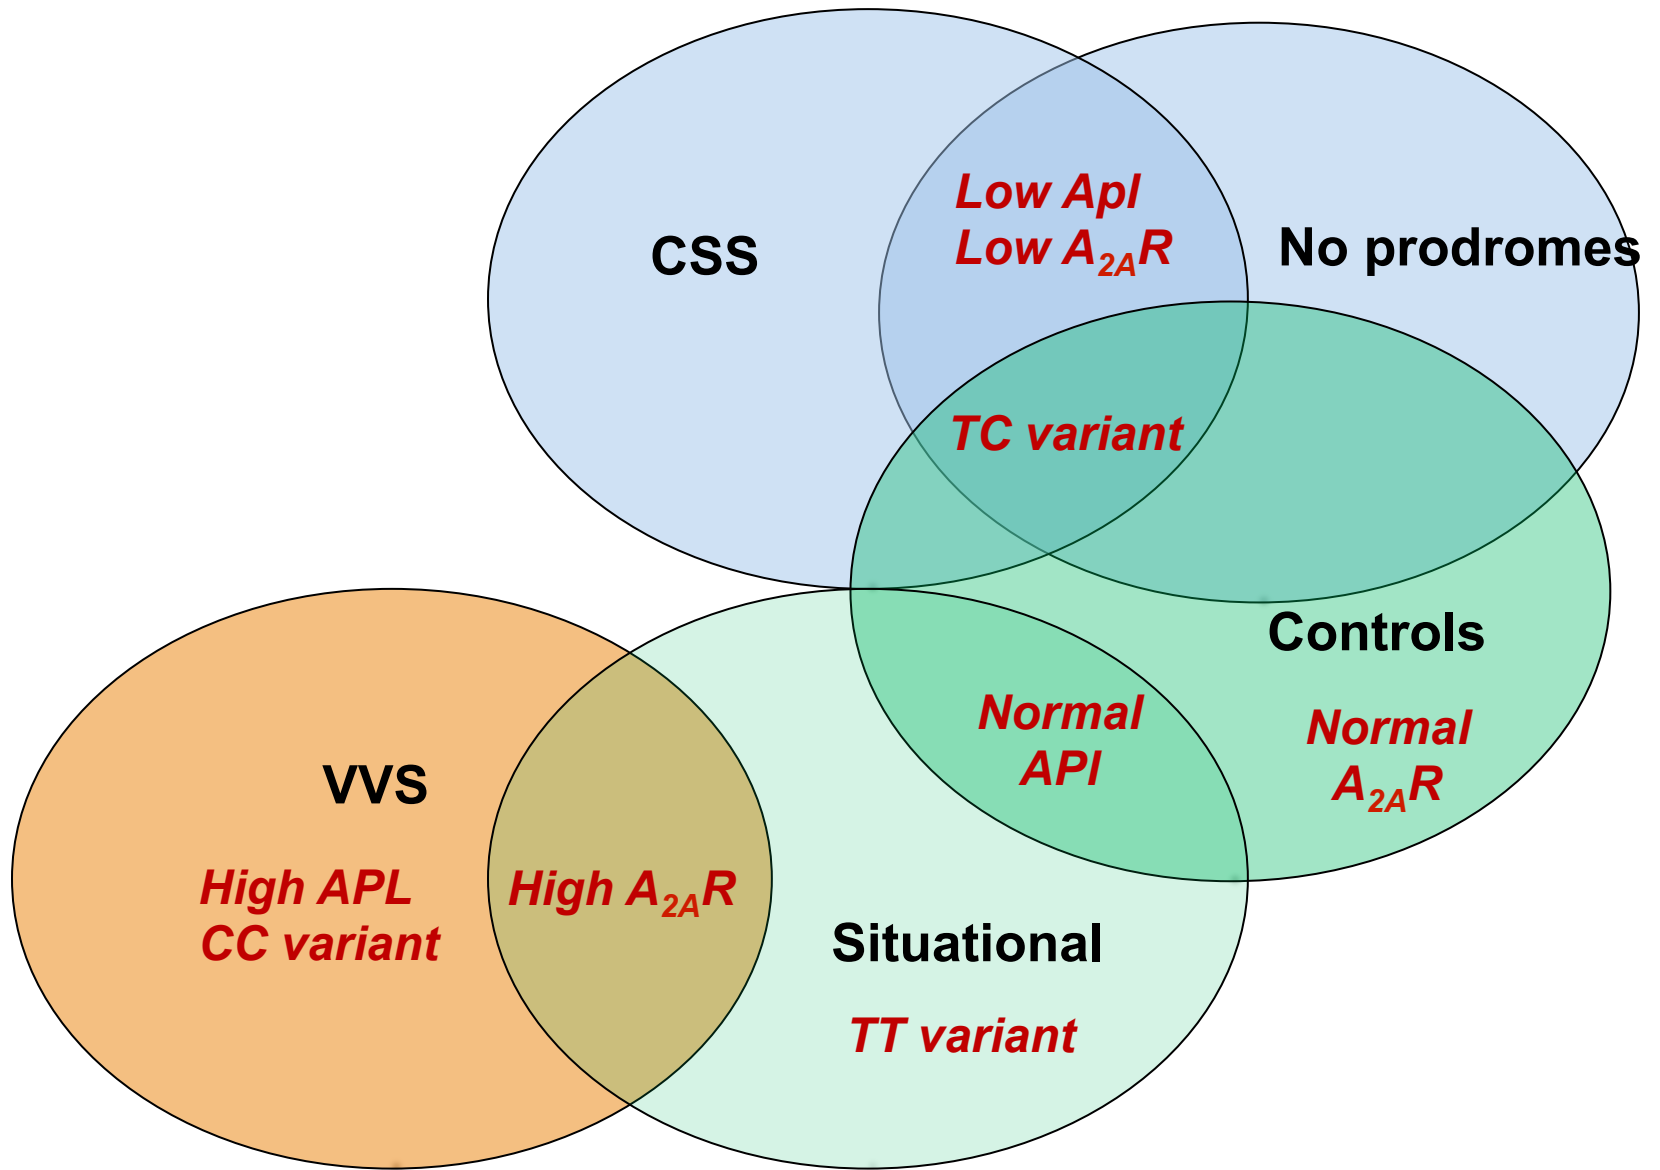 Low Apl
Low A2AR
CSS
No prodromes
TC variant
Controls
Normal
API
Normal
A2AR
VVS
High APL
CC variant
High A2AR
Situational
TT variant